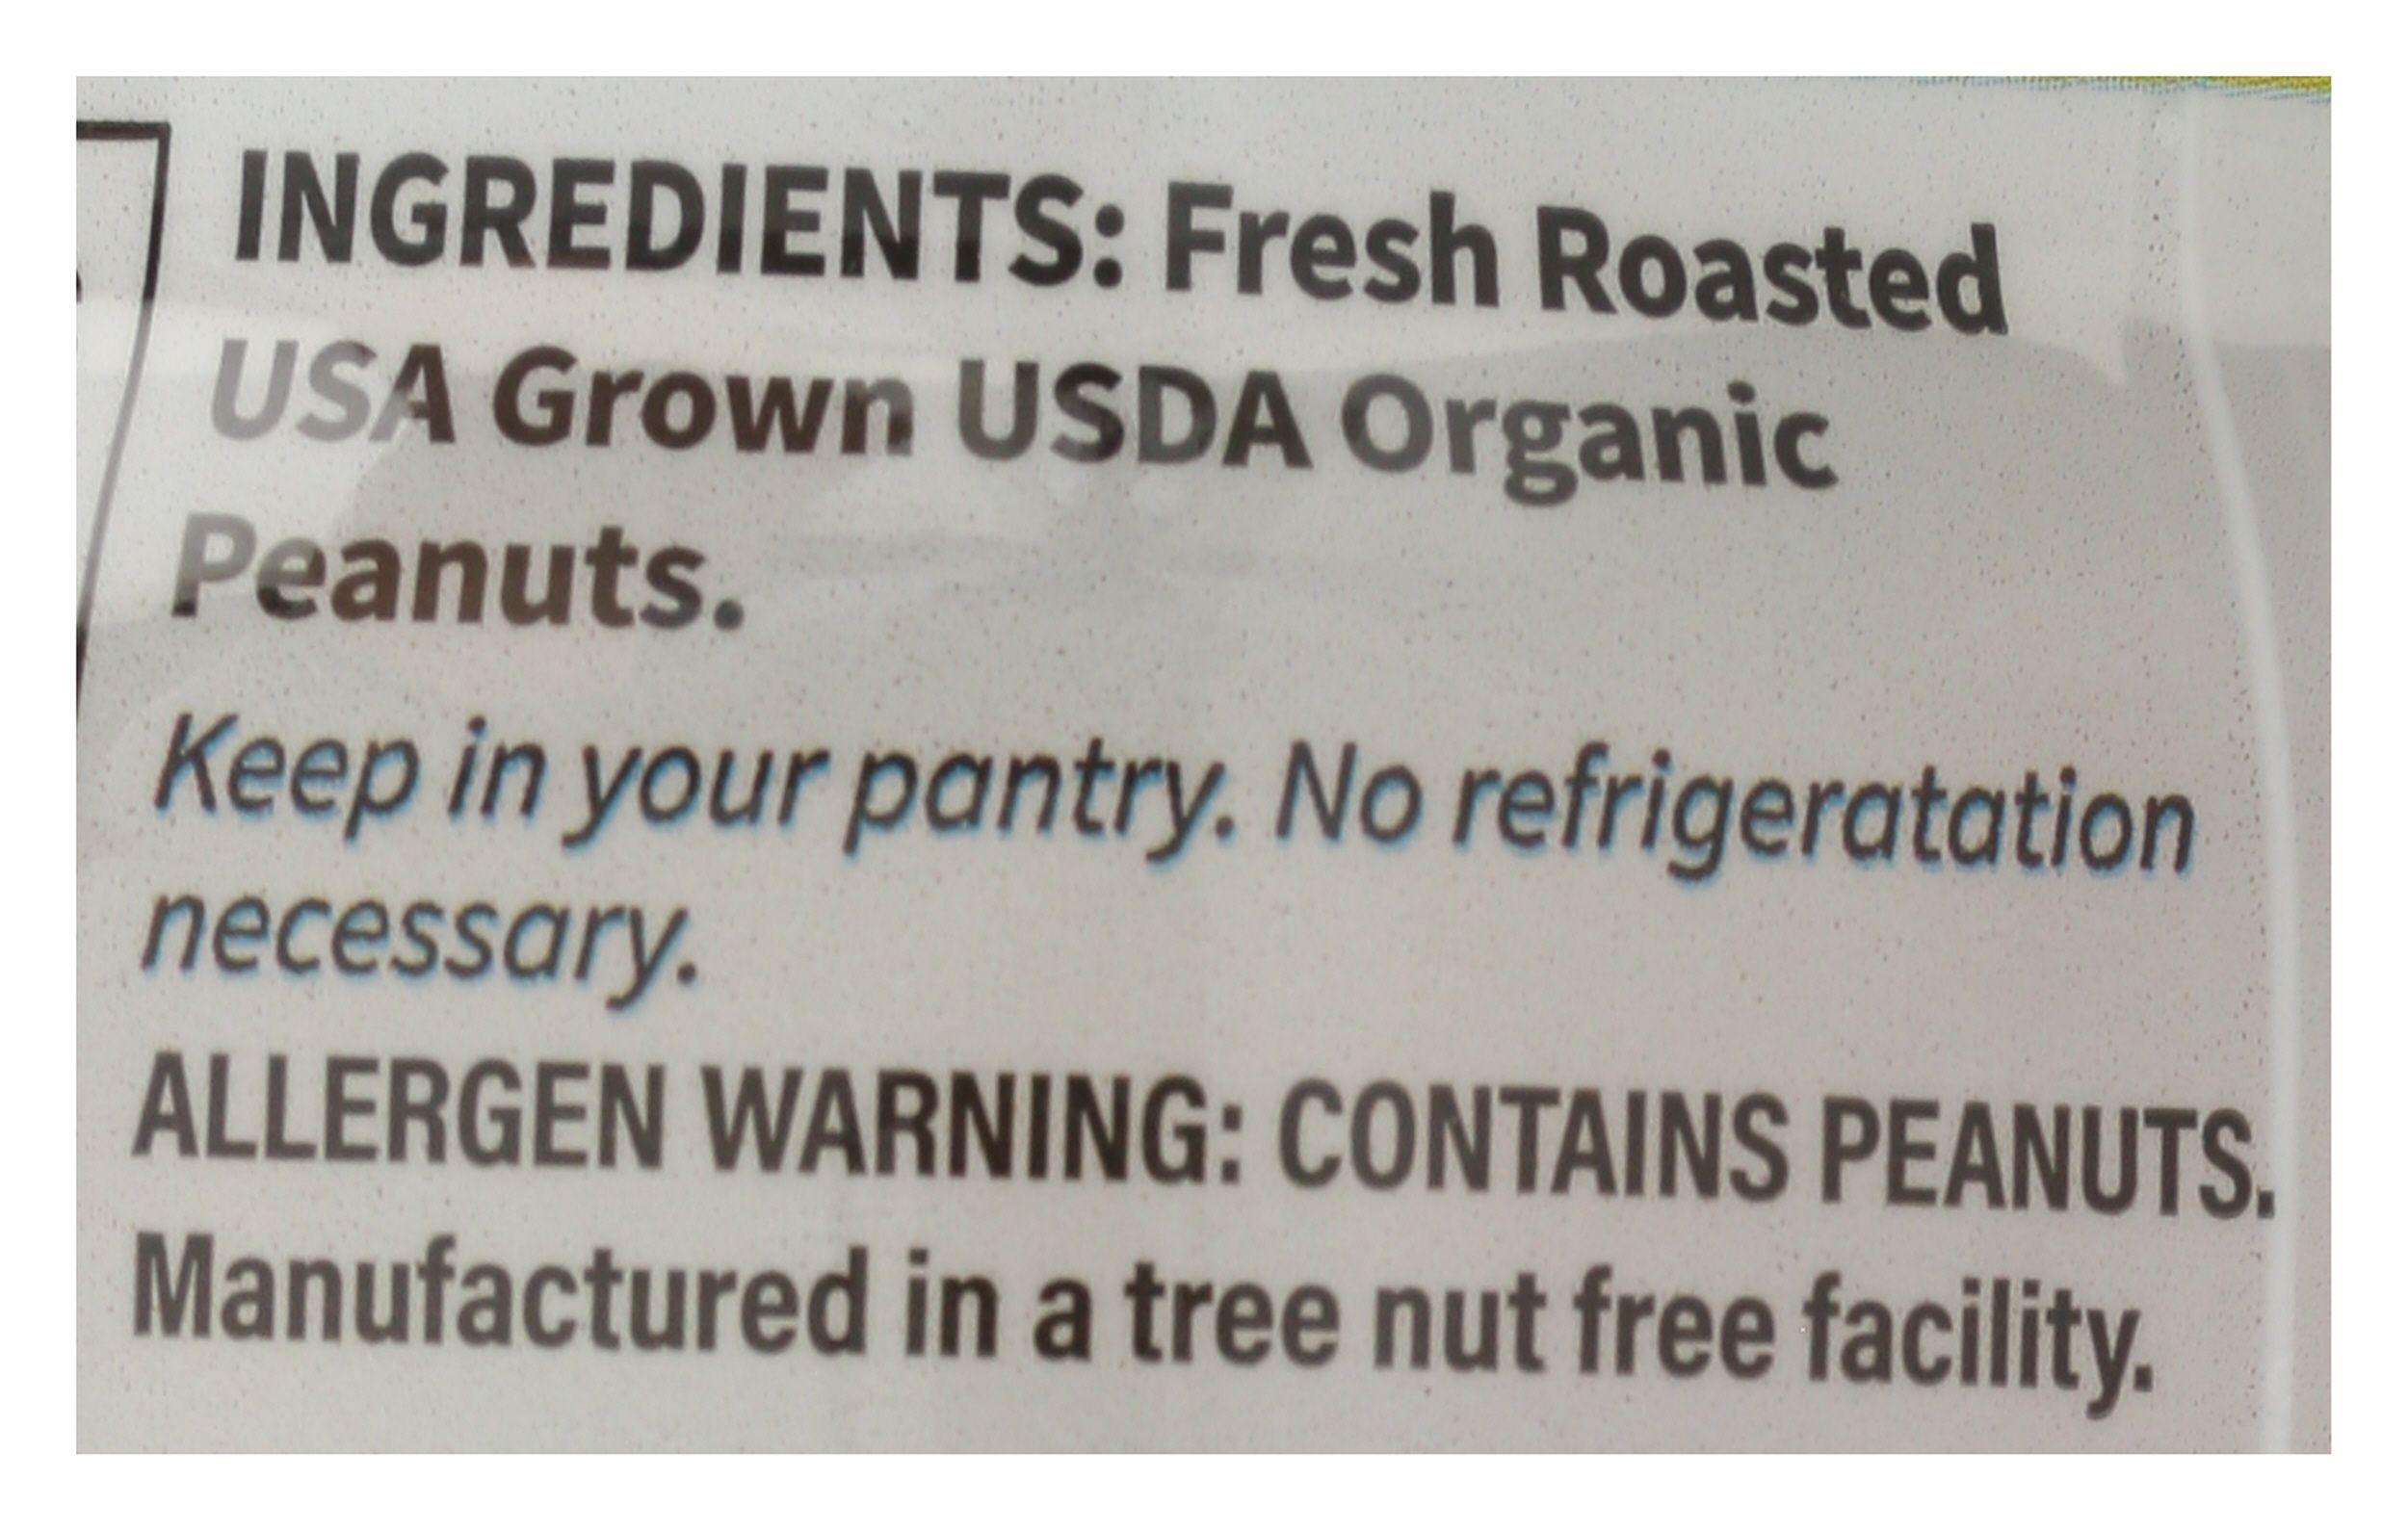 INGREDIENTS: Fresh Roasted
USA Grown USDA Organic
Peanuts.
Keep in your pantry. No refrigeratation
necessary.
ALLERGEN WARNING: CONTAINS PEANUTS.
Manufactured in a tree nut free facility.